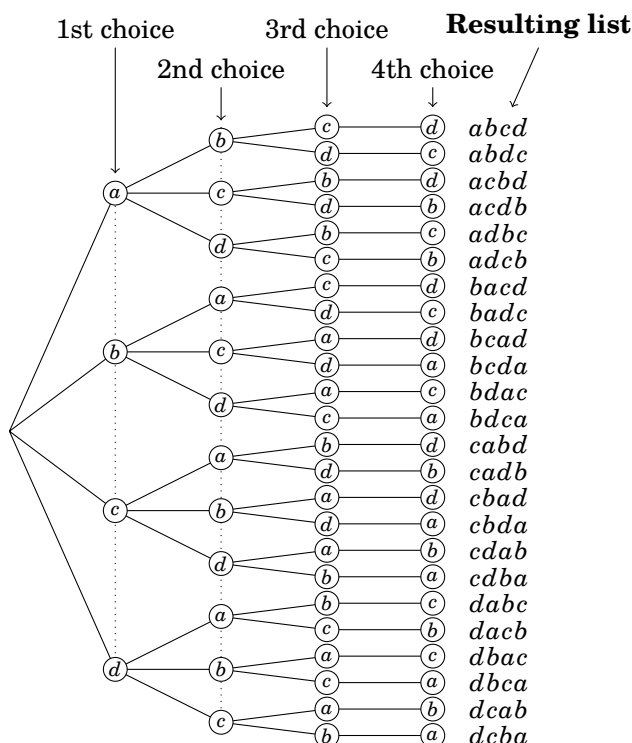 1st choice 3rd choice Resulting list
2nd choice 4th choice
c d abcd
b
d c abdc
b d acbd
a c
d b acdb
b c adbc
d
c b adcb
c d bacd
a
d c badc
a d bcad
b c
d a bcda
a c bdac
d
c a bdca
b d cabd
a
d b cadb
a d cbad
c b
d a cbda
a b cdab
d
b a cdba
b c dabc
a
c b dacb
a c dbac
d b
c a dbca
a b dcab
c
b a dcba